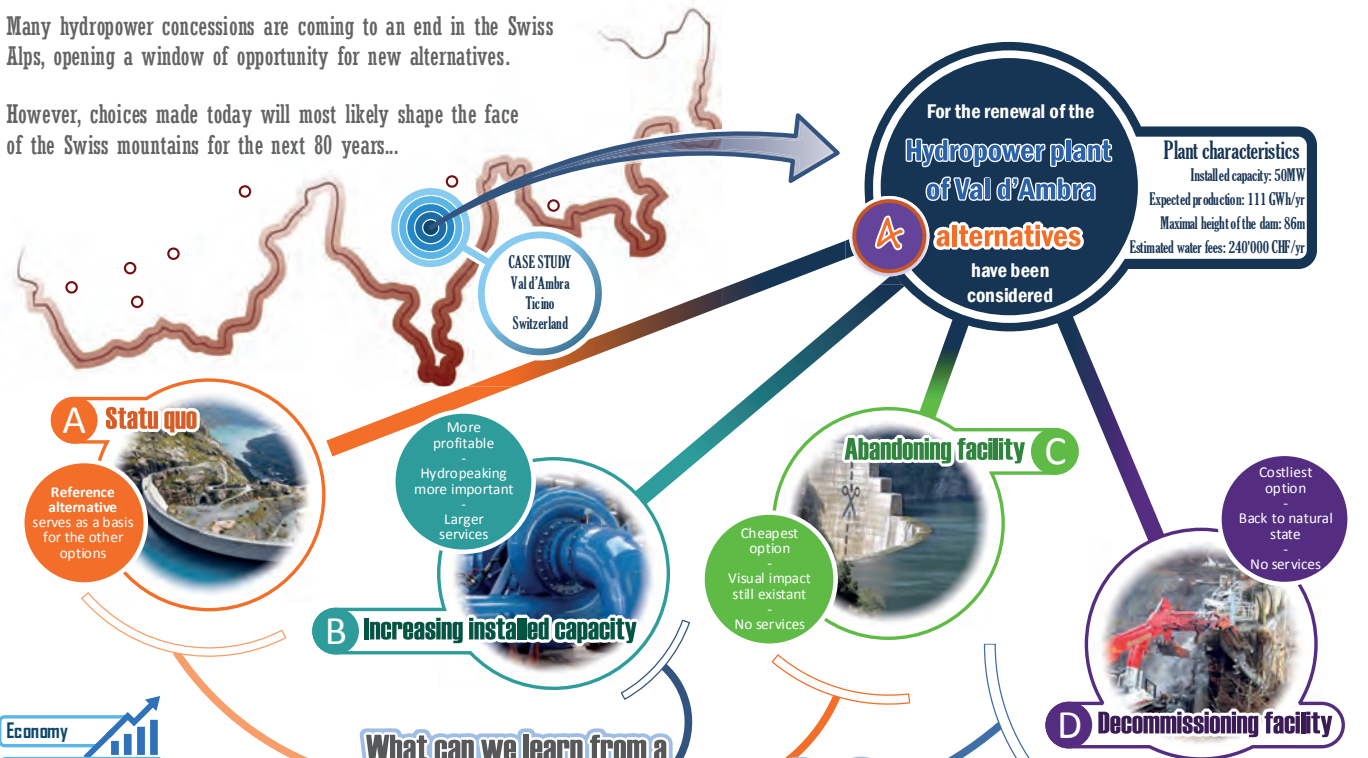 Many hydropower concessions are coming to an end in the Swiss
Alps, opening a window of opportunity for new alternatives.
However, choices made today will most likely shape the face
of the Swiss mountains for the next 80 years...
For the renewal of the
Hydropower plant
of Val d'Ambra
4 alternatives
have been
considered
Plant characteristics
Installed capacity: 50MW
Expected production: 111 GWh/yr
Maximal height of the dam: 86m
Estimated water fees: 240'000 CHF/yr
CASE STUDY
Val d'Ambra
Ticino
Switzerland
A Statu quo
Reference
alternative
serves as a basis
for the other
options
More
profitable
-
Hydropeaking
more important
-
Larger
services
B Increasing installed capacity
Abandoning facility C
Cheapest
option
-
Visual impact
still existant
-
No services
Costliest
option
-
Back to natural
state
-
No services
D Decommissioning facility
Economy
What can we learn from a